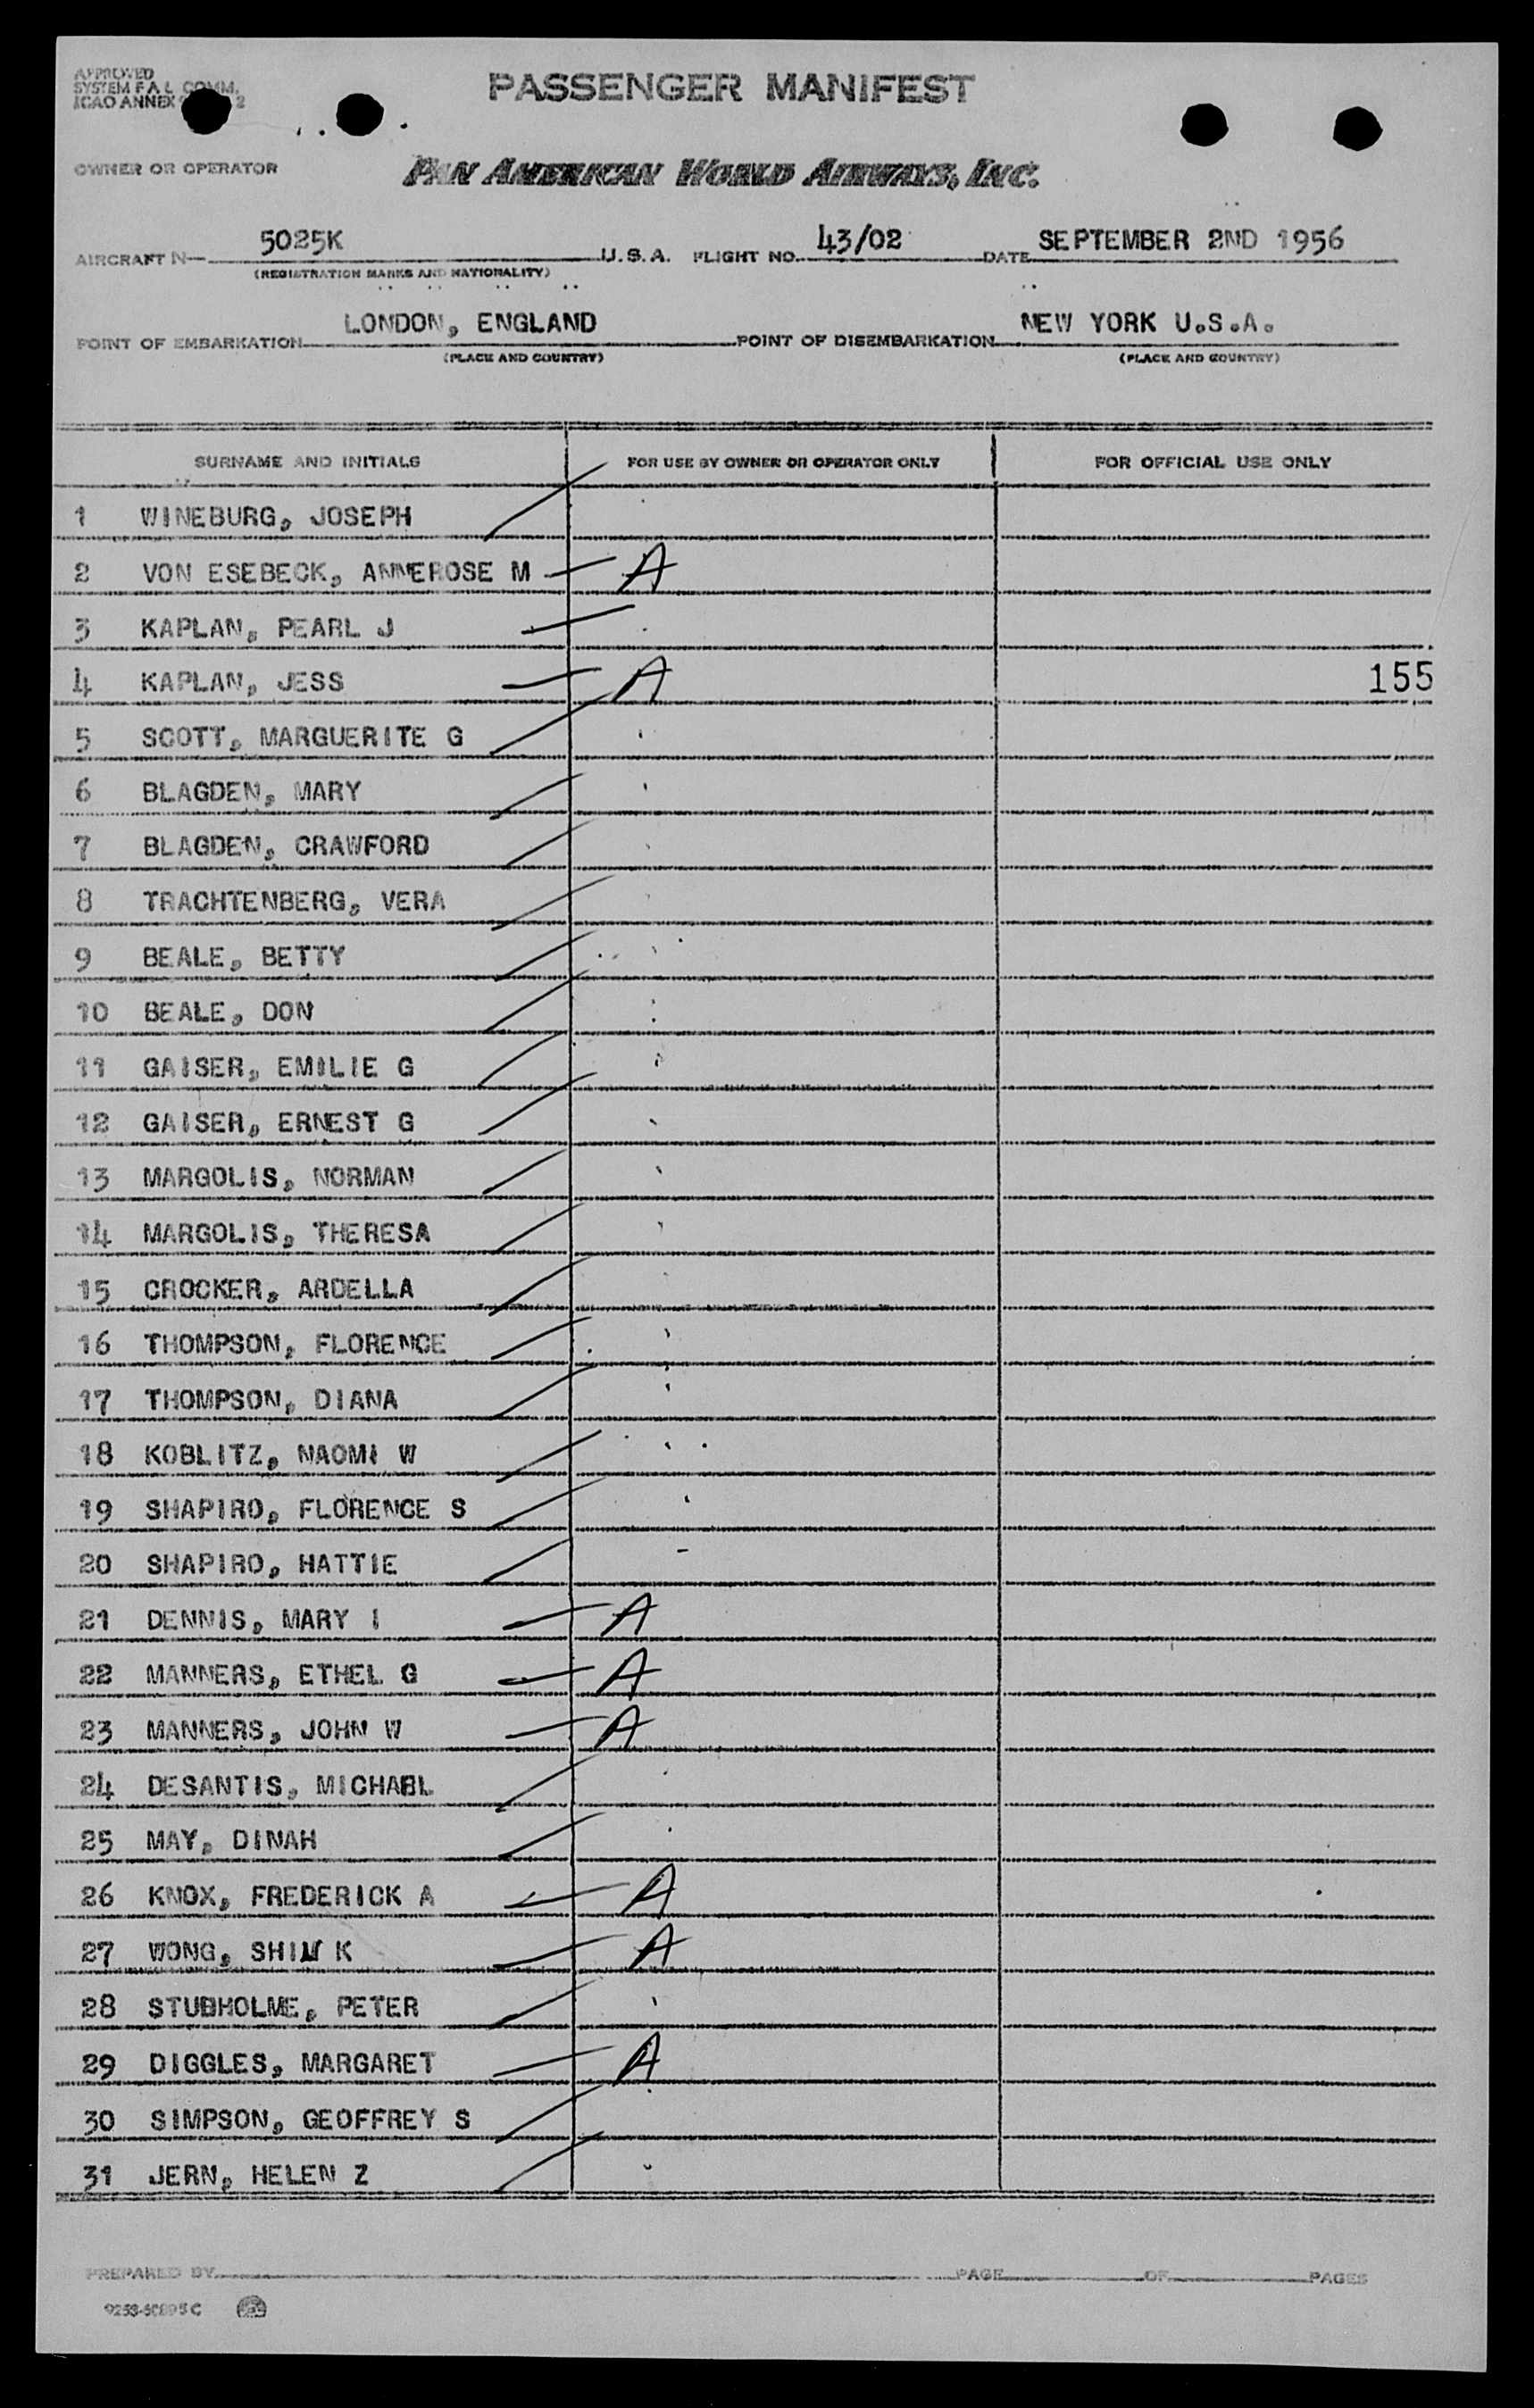 APPROVED
SYSTEM F A L COMM.
ICAO ANNEX 2
PASSENGER MANIFEST
OWNER OR OPERATOR PAN AMERICAN WORLD AIRWAYS, INC.
AIRCRAFT N— 5025K U.S.A. FLIGHT NO. 43/02 DATE SEPTEMBER 2ND 1956
(REGISTRATION MARKS AND NATIONALITY)
POINT OF EMBARKATION LONDON, ENGLAND POINT OF DISEMBARKATION NEW YORK U.S.A.
(PLACE AND COUNTRY) (PLACE AND COUNTRY)
SURNAME AND INITIALS FOR USE BY OWNER OR OPERATOR ONLY FOR OFFICIAL USE ONLY
1 WINEBURG, JOSEPH
2 VON ESEBECK, ANNEROSE M A
3 KAPLAN, PEARL J
4 KAPLAN, JESS A 155
5 SCOTT, MARGUERITE G
6 BLAGDEN, MARY
7 BLAGDEN, CRAWFORD
8 TRACHTENBERG, VERA
9 BEALE, BETTY
10 BEALE, DON
11 GAISER, EMILIE G
12 GAISER, ERNEST G
13 MARGOLIS, NORMAN
14 MARGOLIS, THERESA
15 CROCKER, ARDELLA
16 THOMPSON, FLORENCE
17 THOMPSON, DIANA
18 KOBLITZ, NAOMI W
19 SHAPIRO, FLORENCE S
20 SHAPIRO, HATTIE
21 DENNIS, MARY I A
22 MANNERS, ETHEL G A
23 MANNERS, JOHN W A
24 DESANTIS, MICHAEL
25 MAY, DINAH
26 KNOX, FREDERICK A A
27 WONG, SHIU K A
28 STUBHOLME, PETER
29 DIGGLES, MARGARET A
30 SIMPSON, GEOFFREY S
31 JERN, HELEN Z
PREPARED BY PAGE OF PAGES